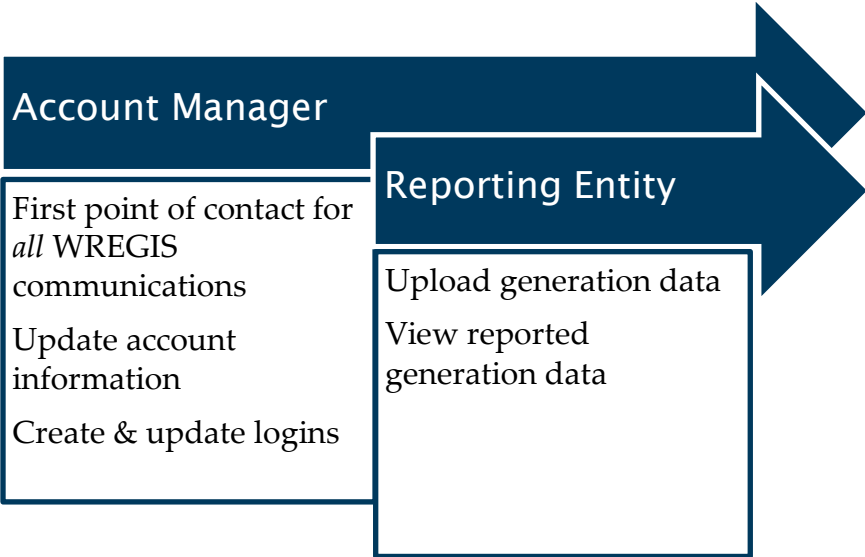 Account Manager
First point of contact for
all WREGIS
communications
Update account
information
Create & update logins
Reporting Entity
Upload generation data
View reported
generation data